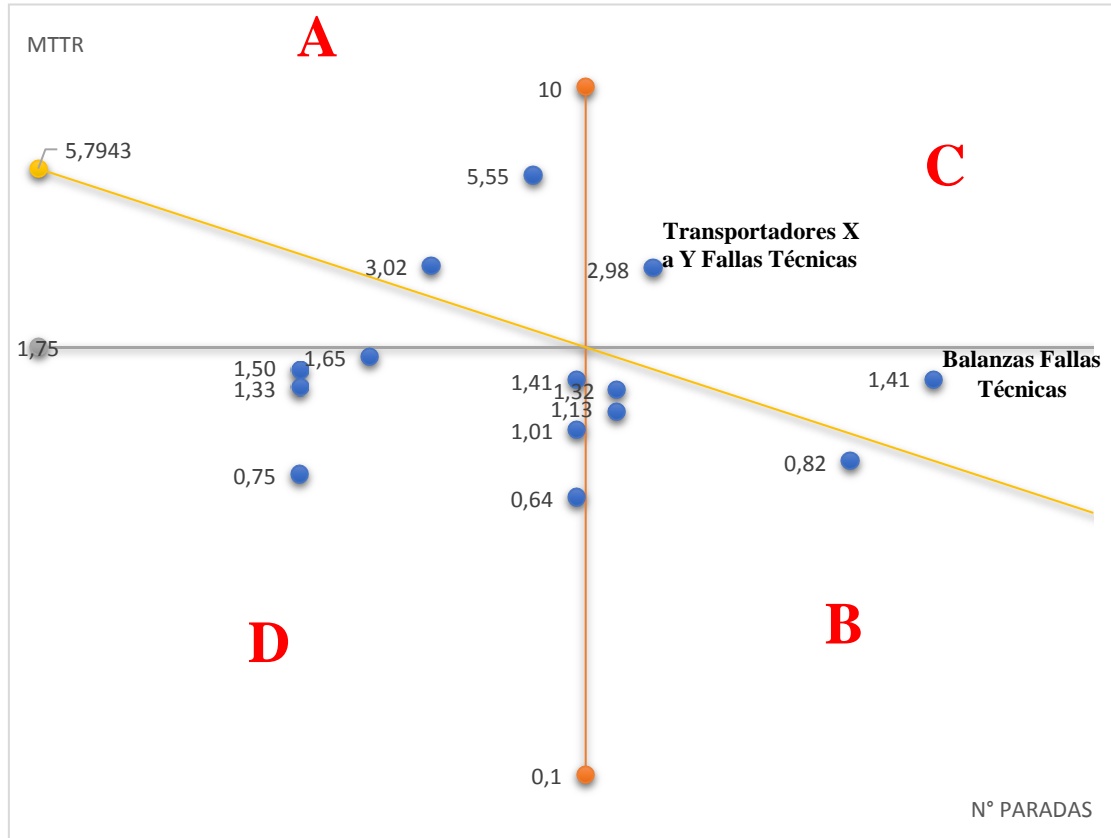 A
MTTR
10
5,7943
C
5,55
Transportadores X
a Y Fallas Técnicas
3,02
2,98
1,75
1,65
Balanzas Fallas
Técnicas
1,50
1,41
1,41
1,33
1,32
1,13
1,01
0,82
0,75
0,64
B
D
0,1
N° PARADAS